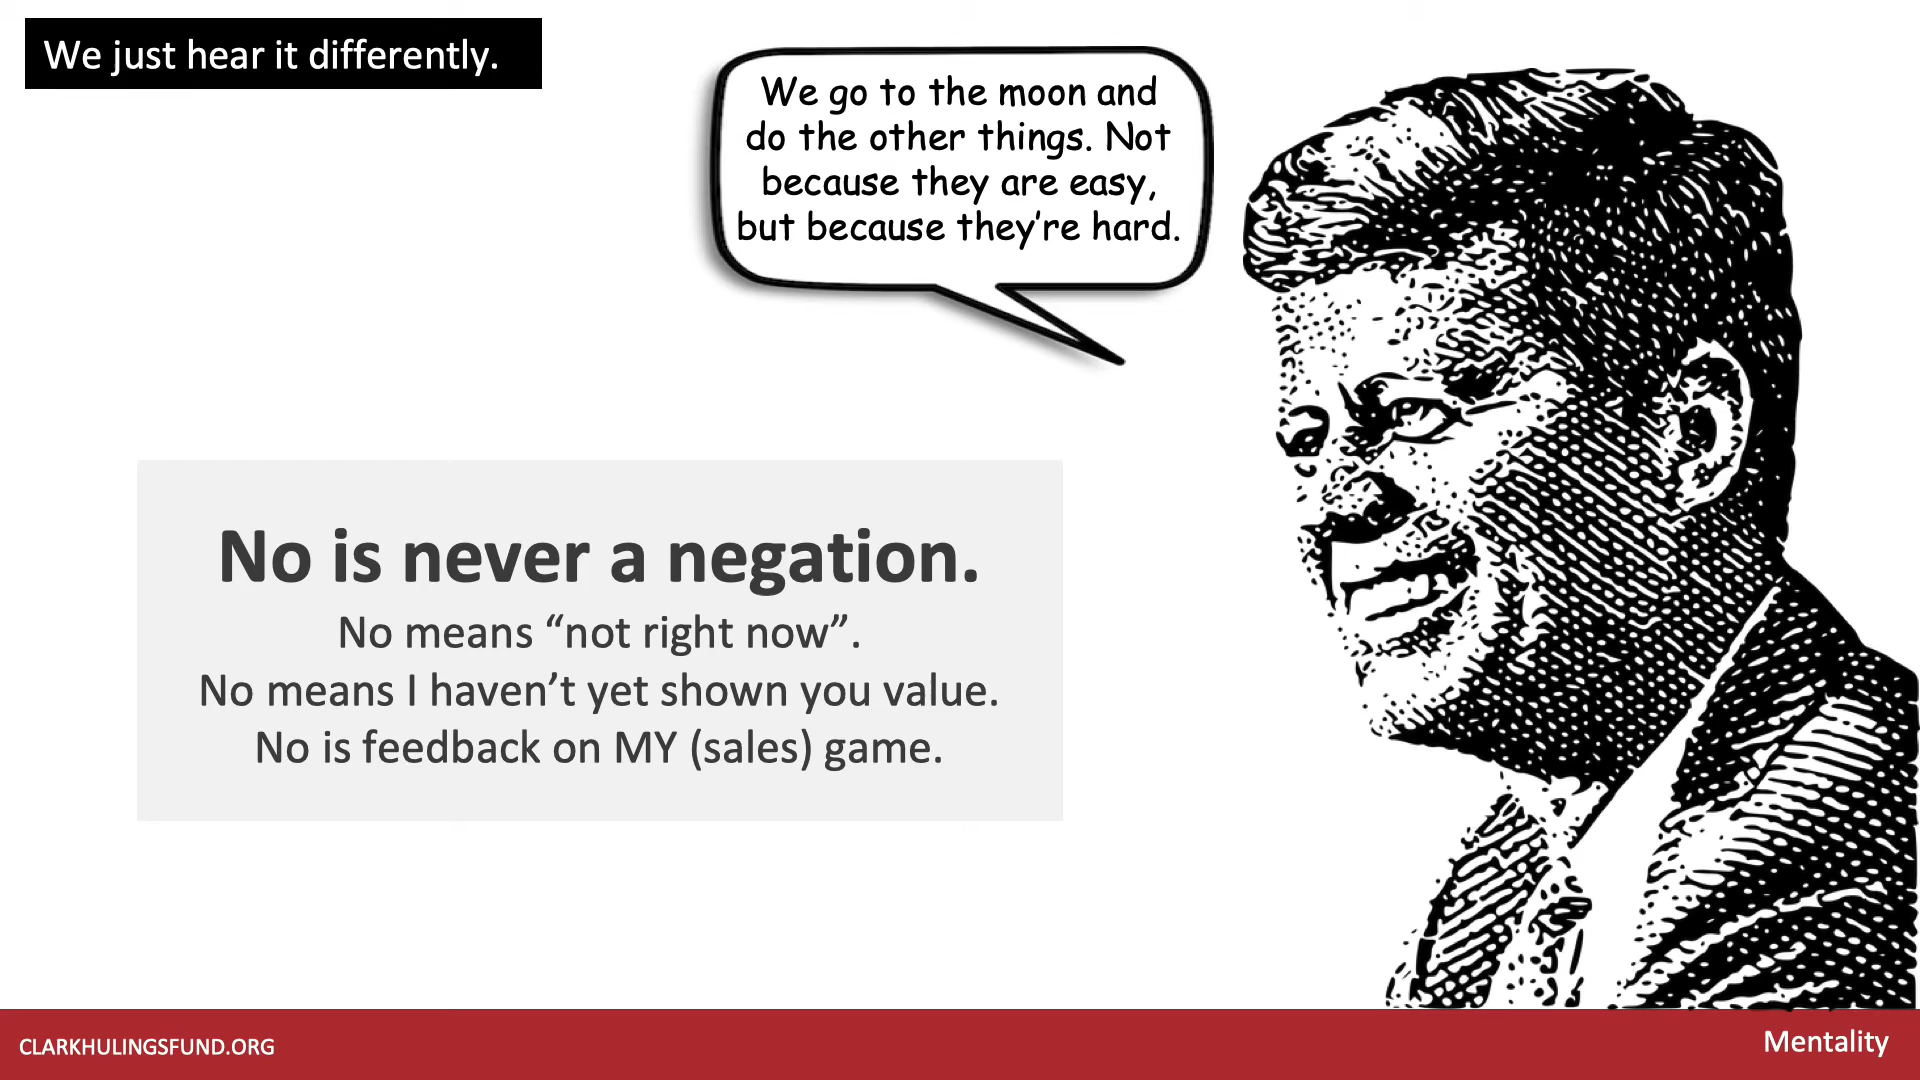 We just hear it differently.
We go to the moon and
do the other things. Not
because they are easy,
but because they’re hard.
No is never a negation.
No means “not right now”.
No means I haven’t yet shown you value.
No is feedback on MY (sales) game.
CLARKHULINGSFUND.ORG
Mentality